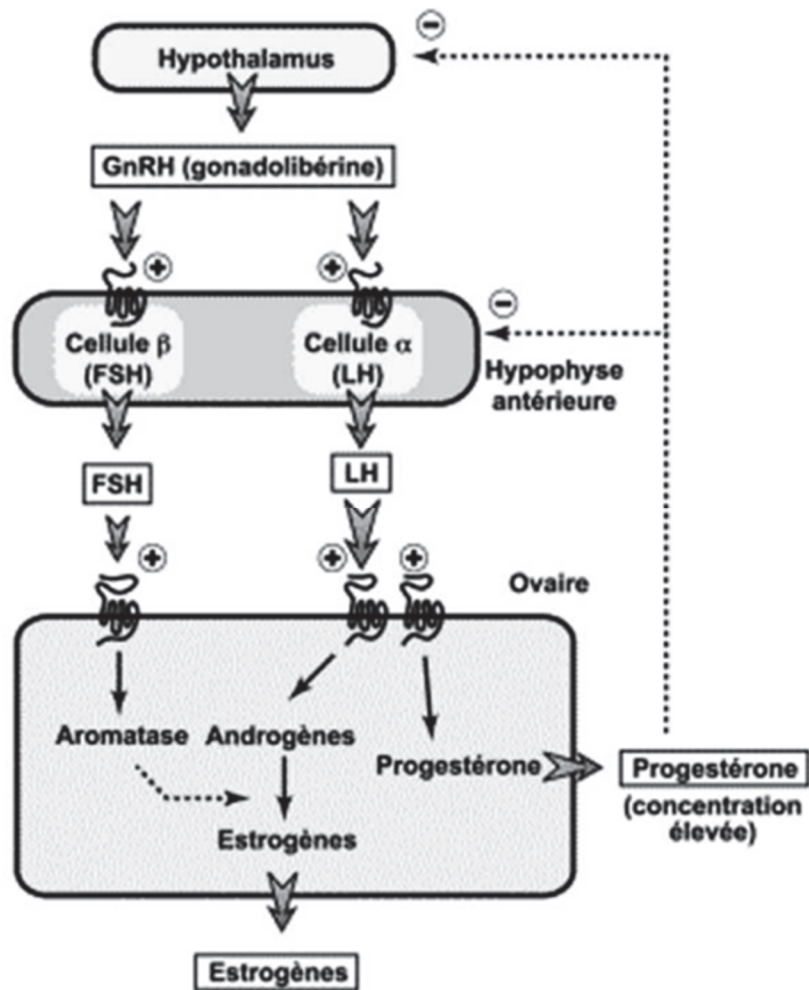 −
Hypothalamus
GnRH (gonadolibérine)
+
+
−
Cellule β
(FSH)
Cellule α
(LH)
Hypophyse
antérieure
FSH
LH
+
+
+
Ovaire
Aromatase
Androgènes
Progestérone
Progestérone
(concentration
élevée)
Estrogènes
Estrogènes